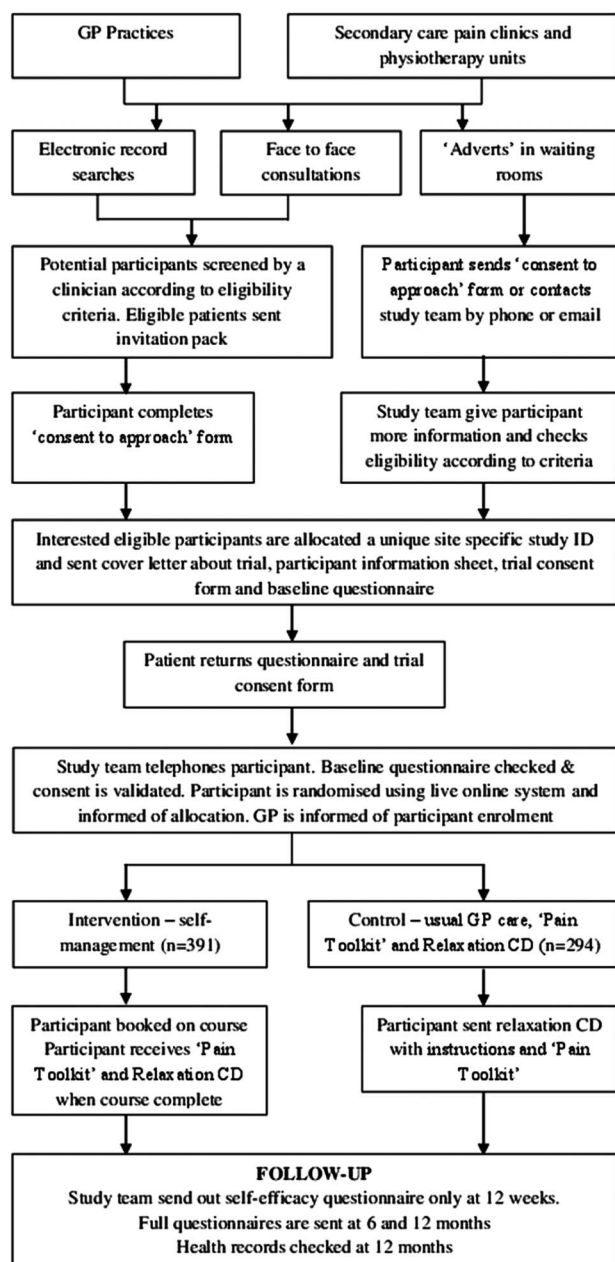 GP Practices
Secondary care pain clinics and
physiotherapy units
Electronic record
searches
Face to face
consultations
‘Adverts’ in waiting
rooms
Potential participants screened by a
clinician according to eligibility
criteria. Eligible patients sent
invitation pack
Participant sends ‘consent to
approach’ form or contacts
study team by phone or email
Participant completes
‘consent to approach’ form
Study team give participant
more information and checks
eligibility according to criteria
Interested eligible participants are allocated a unique site specific study ID
and sent cover letter about trial, participant information sheet, trial consent
form and baseline questionnaire
Patient returns questionnaire and trial
consent form
Study team telephones participant. Baseline questionnaire checked &
consent is validated. Participant is randomised using live online system and
informed of allocation. GP is informed of participant enrolment
Intervention – self-
management (n=391)
Control – usual GP care, ‘Pain
Toolkit’ and Relaxation CD (n=294)
Participant booked on course
Participant receives ‘Pain
Toolkit’ and Relaxation CD
when course complete
Participant sent relaxation CD
with instructions and ‘Pain
Toolkit’
FOLLOW-UP
Study team send out self-efficacy questionnaire only at 12 weeks.
Full questionnaires are sent at 6 and 12 months
Health records checked at 12 months